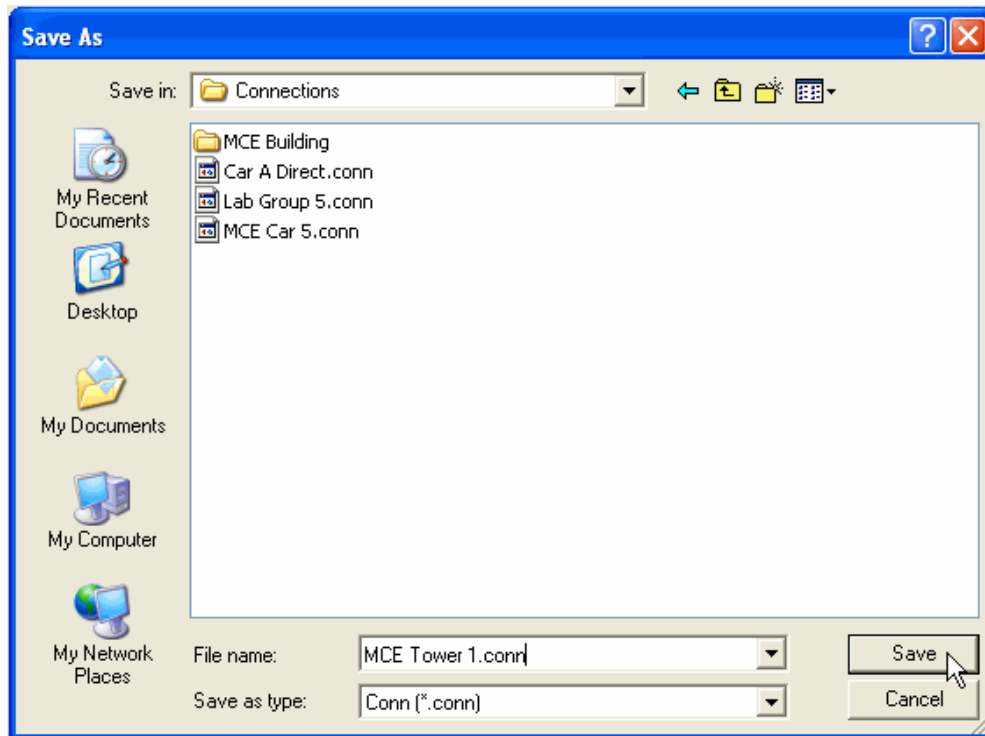 Save As
Save in:
Connections
MCE Building
Car A Direct.conn
Lab Group 5.conn
MCE Car 5.conn
My Recent
Documents
Desktop
My Documents
My Computer
My Network
Places
File name:
MCE Tower 1.conn
Save
Save as type:
Conn (*.conn)
Cancel